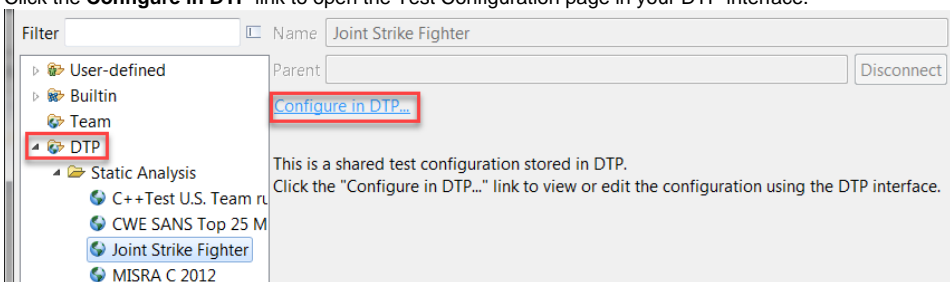 Click the Configure in DTP link to open the Test Configuration page in your DTP interface.
Filter
Name Joint Strike Fighter
User-defined
Parent Disconnect
Builtin
Configure in DTP...
Team
DTP
This is a shared test configuration stored in DTP.
Static Analysis
Click the "Configure in DTP..." link to view or edit the configuration using the DTP interface.
C++Test U.S. Team ru
CWE SANS Top 25 M
Joint Strike Fighter
MISRA C 2012